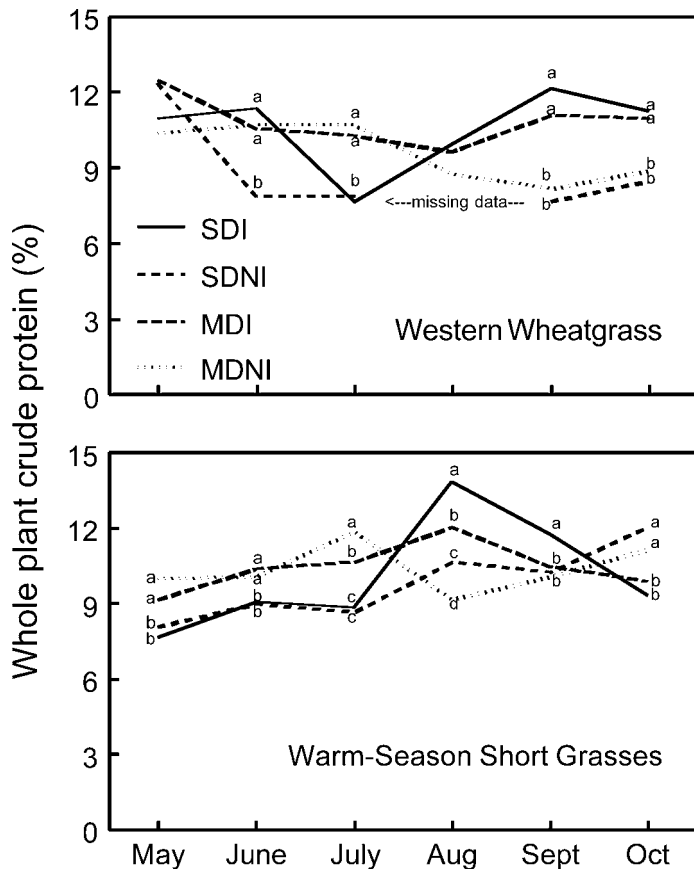 Whole plant crude protein (%)
15
12
9
6
3
0
a
a
a
a
a
a
a
a
b
b
b
b
b
b
<---missing data---
SDI
SDNI
MDI
MDNI
Western Wheatgrass
15
12
9
6
3
0
a
a
b
b
a
a
b
b
a
b
c
c
a
b
c
d
a
b
b
a
a
b
b
Warm-Season Short Grasses
May June July Aug Sept Oct